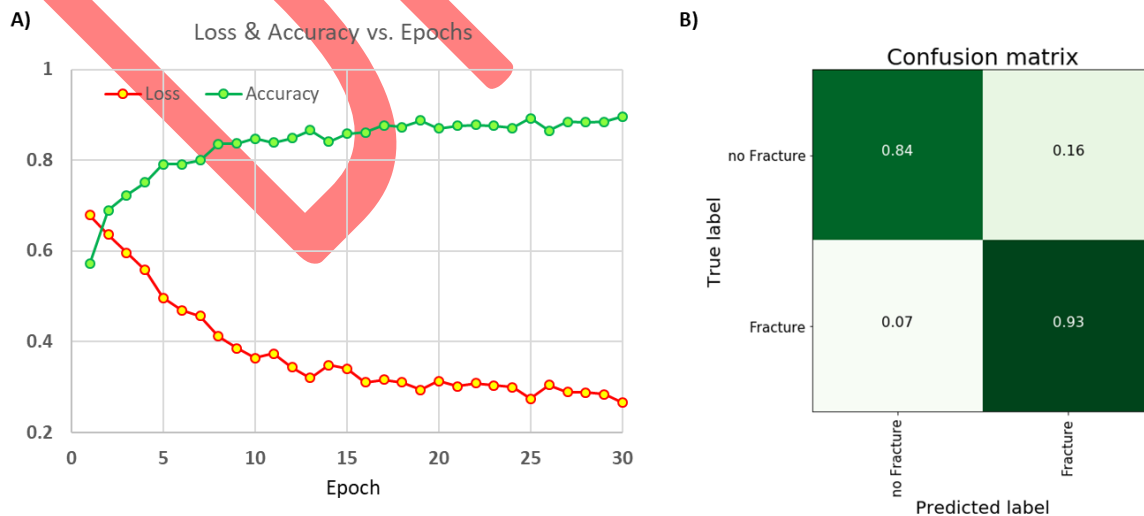 A)
Loss & Accuracy vs. Epochs
1
Loss Accuracy
0.8
0.6
0.4
0.2
0 5 10 15 20 25 30
Epoch
B)
Confusion matrix
True label
no Fracture
0.84 0.16
Fracture
0.07 0.93
no Fracture
Fracture
Predicted label